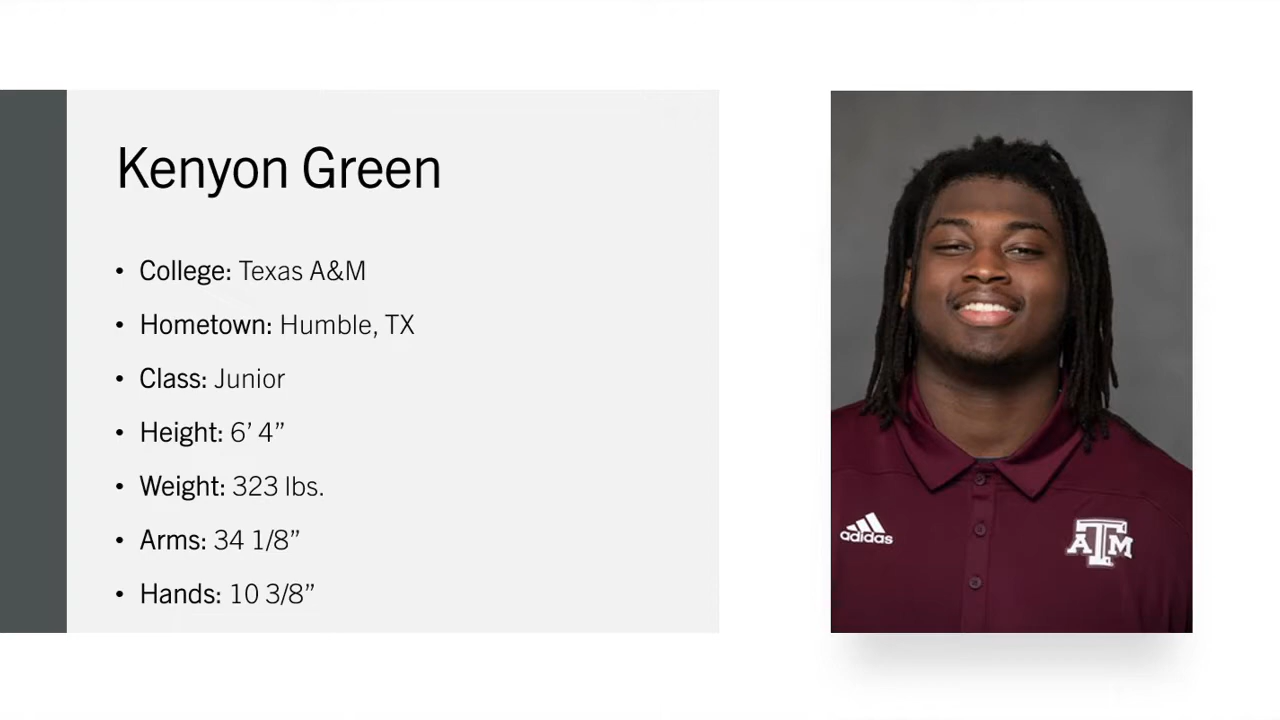 Kenyon Green
• College: Texas A&M
• Hometown: Humble, TX
• Class: Junior
• Height: 6’ 4”
• Weight: 323 lbs.
• Arms: 34 1/8”
• Hands: 10 3/8”
adidas
ATM